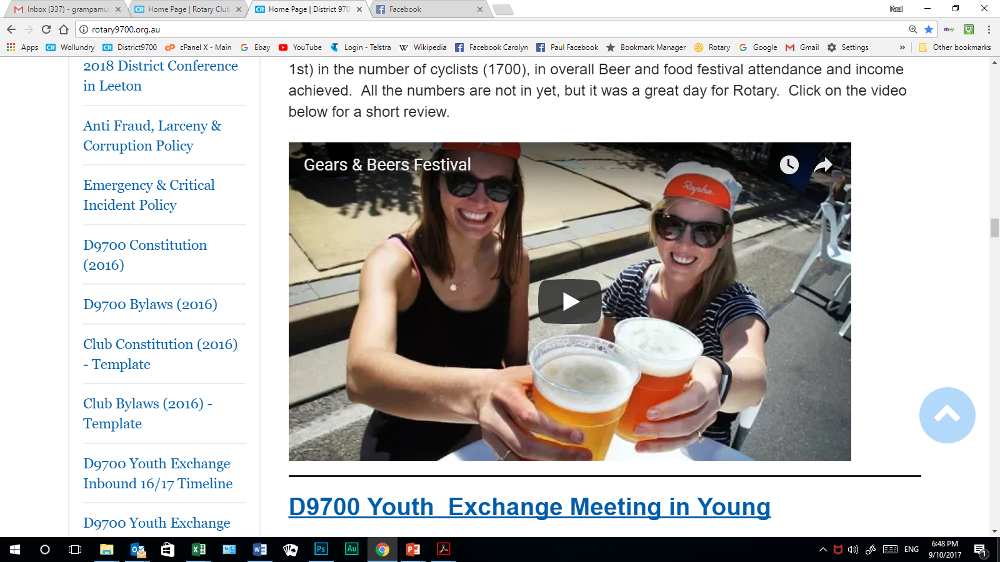 Inbox (337) - grampamu
Home Page | Rotary Club
Home Page | District 970
Facebook
Paul
rotary9700.org.au
Apps
Wollundry
District9700
cPanel X - Main
Ebay
YouTube
Login - Telstra
Wikipedia
Facebook Carolyn
Paul Facebook
Bookmark Manager
Rotary
Google
Gmail
Settings
»
Other bookmarks
2018 District Conference
in Leeton
Anti Fraud, Larceny &
Corruption Policy
Emergency & Critical
Incident Policy
D9700 Constitution
(2016)
D9700 Bylaws (2016)
Club Constitution (2016)
- Template
Club Bylaws (2016) -
Template
D9700 Youth Exchange
Inbound 16/17 Timeline
D9700 Youth Exchange
1st) in the number of cyclists (1700), in overall Beer and food festival attendance and income
achieved.  All the numbers are not in yet, but it was a great day for Rotary.  Click on the video
below for a short review.
Gears & Beers Festival
Rapha
D9700 Youth  Exchange Meeting in Young
ENG
6:48 PM
9/10/2017
1